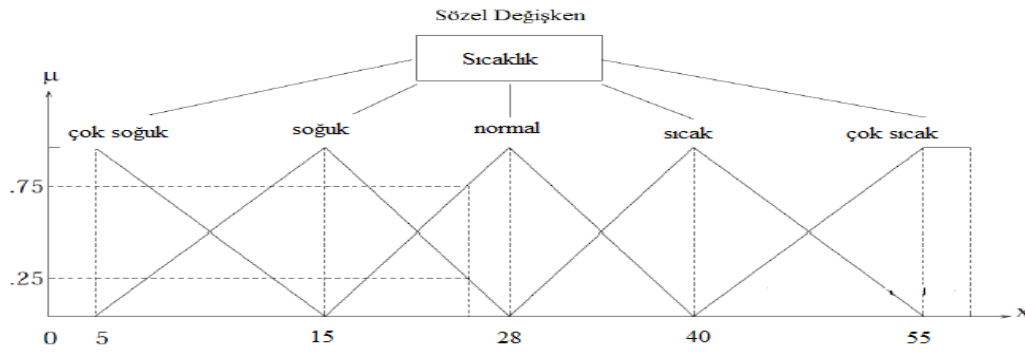 Sözel Değişken
Sıcaklık
μ
çok soğuk soğuk normal sıcak çok sıcak
.75
.25
x
0 5 15 28 40 55